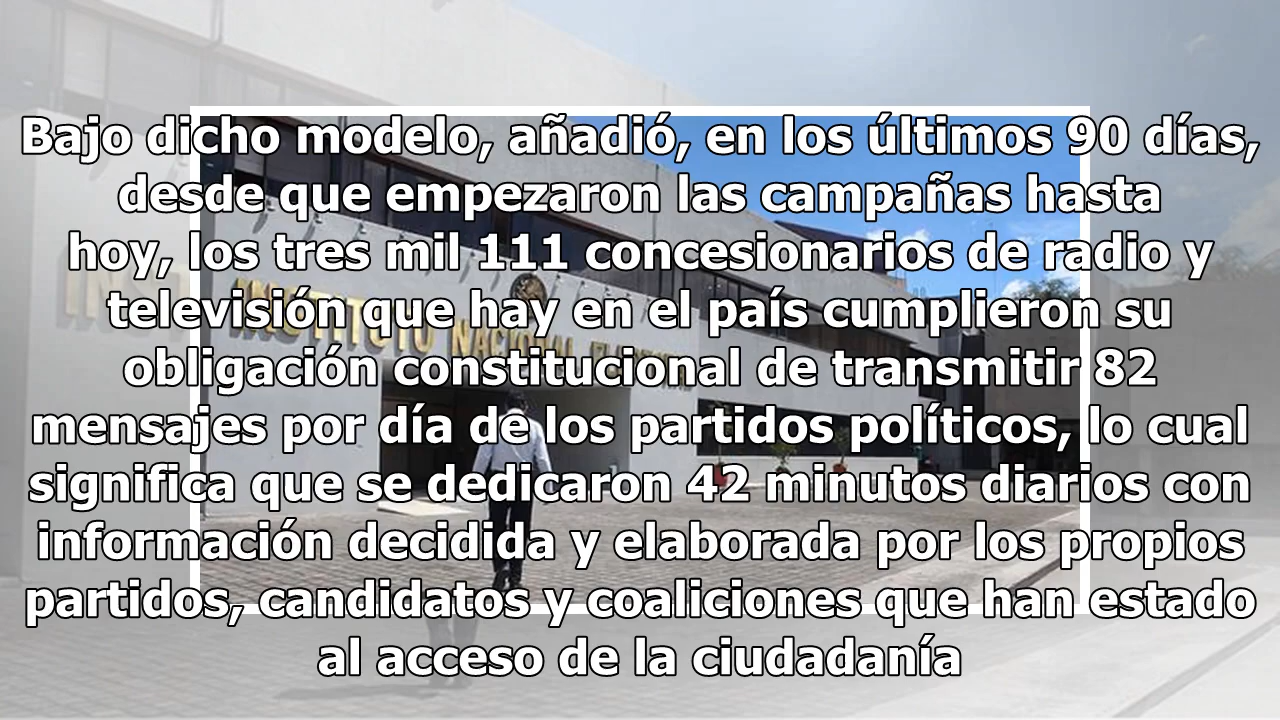 Bajo dicho modelo, añadió, en los últimos 90 días,
desde que empezaron las campañas hasta
hoy, los tres mil 111 concesionarios de radio y
televisión que hay en el país cumplieron su
obligación constitucional de transmitir 82
mensajes por día de los partidos políticos, lo cual
significa que se dedicaron 42 minutos diarios con
información decidida y elaborada por los propios
partidos, candidatos y coaliciones que han estado
al acceso de la ciudadanía
INSTITUTO NACIONAL ELECTORAL